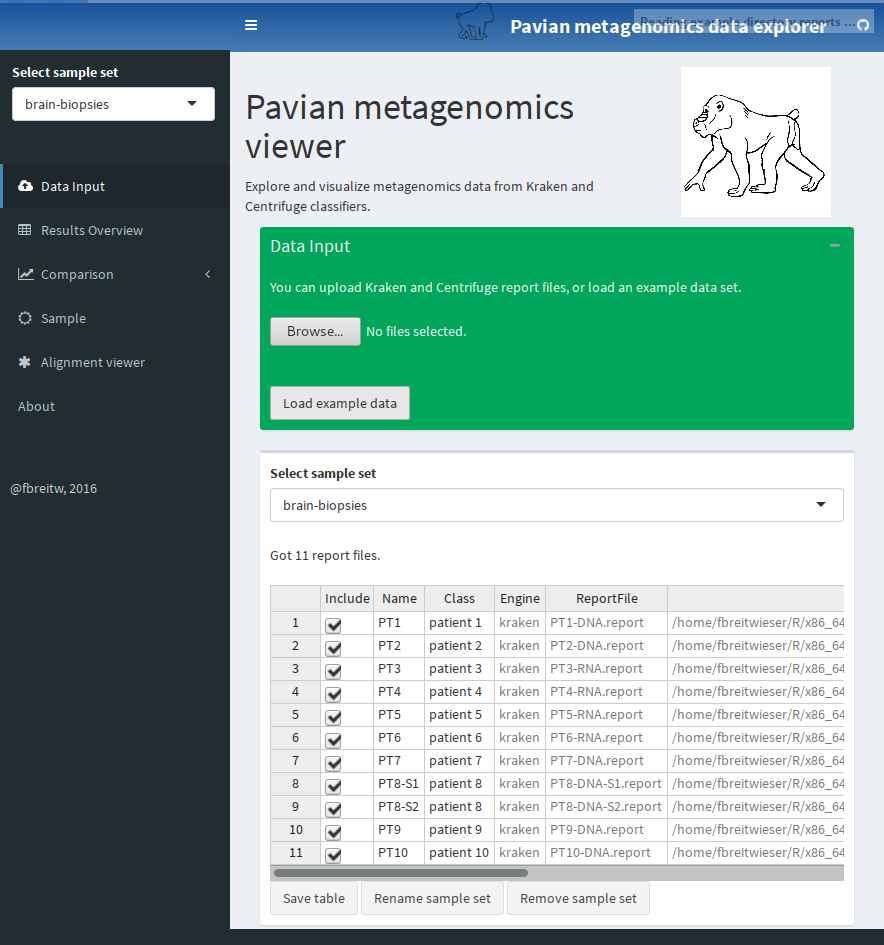 Pavian metagenomics data explorer
Reading example directory reports ...
Select sample set
brain-biopsies
Data Input
Results Overview
Comparison
Sample
Alignment viewer
About
@fbreitw, 2016
Pavian metagenomics
viewer
Explore and visualize metagenomics data from Kraken and
Centrifuge classifiers.
Data Input
You can upload Kraken and Centrifuge report files, or load an example data set.
Browse... No files selected.
Load example data
Select sample set
brain-biopsies
Got 11 report files.
Include Name Class Engine ReportFile
1 PT1 patient 1 kraken PT1-DNA.report /home/fbreitwieser/R/x86_64
2 PT2 patient 2 kraken PT2-DNA.report /home/fbreitwieser/R/x86_64
3 PT3 patient 3 kraken PT3-RNA.report /home/fbreitwieser/R/x86_64
4 PT4 patient 4 kraken PT4-RNA.report /home/fbreitwieser/R/x86_64
5 PT5 patient 5 kraken PT5-RNA.report /home/fbreitwieser/R/x86_64
6 PT6 patient 6 kraken PT6-RNA.report /home/fbreitwieser/R/x86_64
7 PT7 patient 7 kraken PT7-DNA.report /home/fbreitwieser/R/x86_64
8 PT8-S1 patient 8 kraken PT8-DNA-S1.report /home/fbreitwieser/R/x86_64
9 PT8-S2 patient 8 kraken PT8-DNA-S2.report /home/fbreitwieser/R/x86_64
10 PT9 patient 9 kraken PT9-DNA.report /home/fbreitwieser/R/x86_64
11 PT10 patient 10 kraken PT10-DNA.report /home/fbreitwieser/R/x86_64
Save table Rename sample set Remove sample set